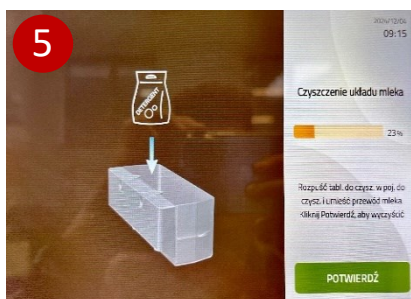 5
2024/12/04
09:15
Czyszczenie układu mleka
DETERGENT
23%
Rozpuść tabl. do czysz. w poj. do
czysz. i umieść przewód mleka
Kliknij Potwierdź, aby wyczyścić
POTWIERDŹ